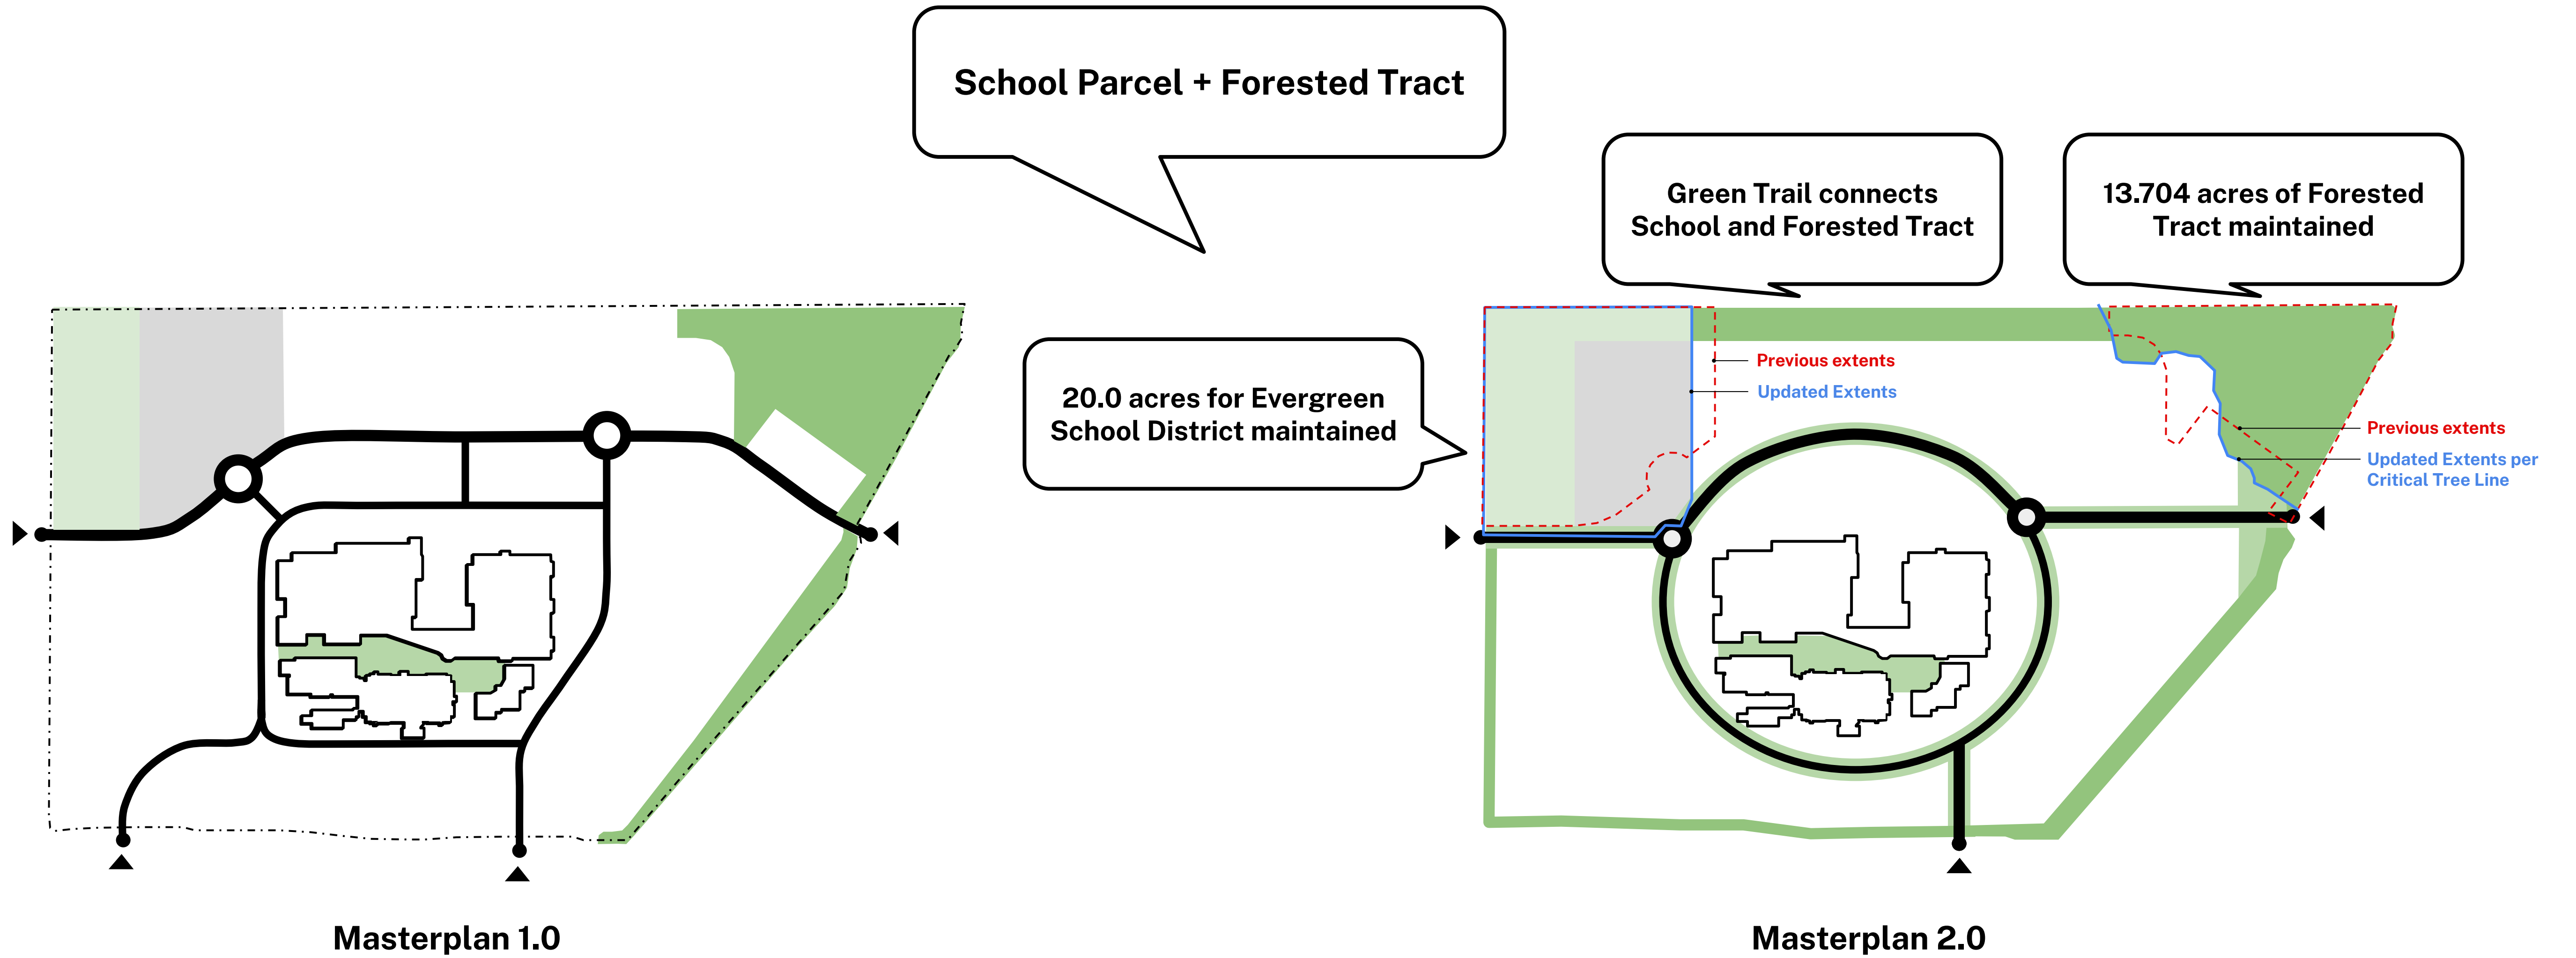 School Parcel + Forested Tract
Green Trail connects
School and Forested Tract
13.704 acres of Forested
Tract maintained
20.0 acres for Evergreen
School District maintained
Previous extents
Updated Extents
Previous extents
Updated Extents per
Critical Tree Line
Masterplan 1.0
Masterplan 2.0